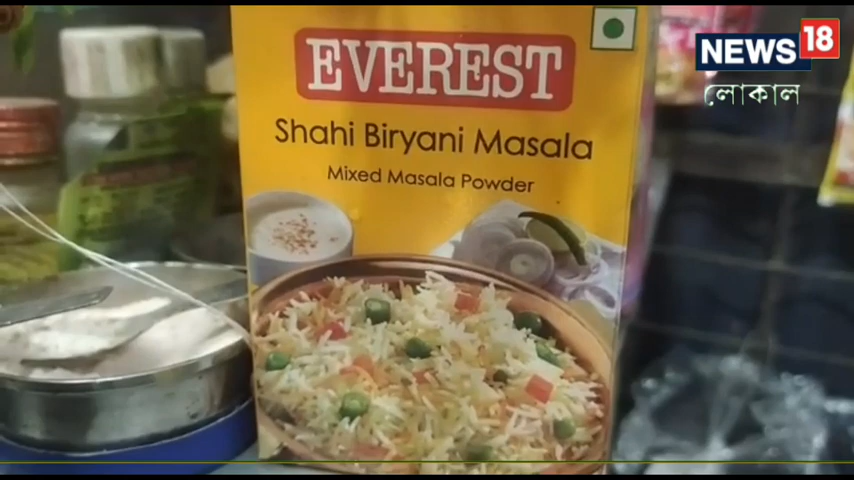 EVEREST
Shahi Biryani Masala
Mixed Masala Powder
NEWS 18
লোকাল